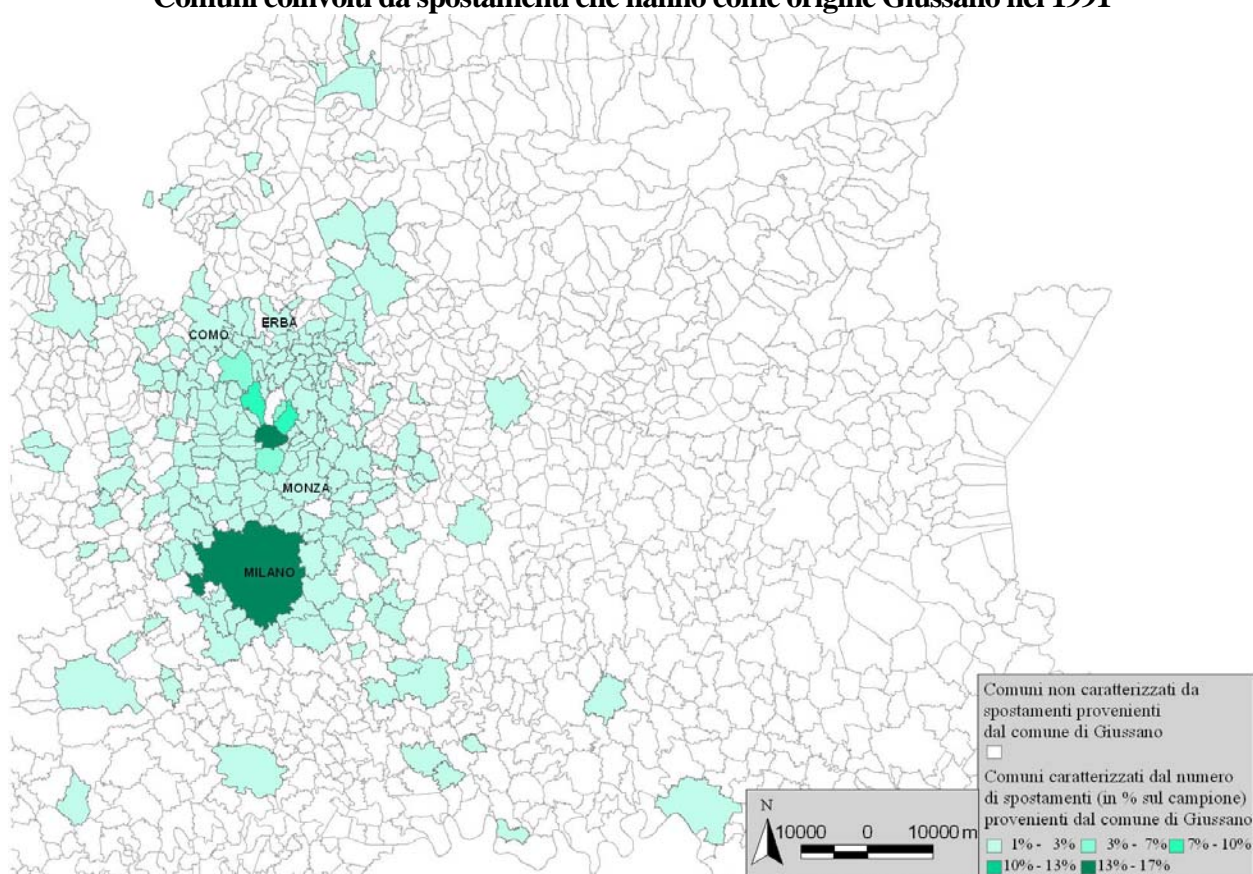 Comuni coinvolti da spostamenti che hanno come origine Giussano nel 1991
ERBA
COMO
MONZA
MILANO
Comuni non caratterizzati da
spostamenti provenienti
dal comune di Giussano
Comuni caratterizzati dal numero
di spostamenti (in % sul campione)
provenienti dal comune di Giussano
1% - 3% 3% - 7% 7% - 10%
10% - 13% 13% - 17%
N
10000 0 10000 m